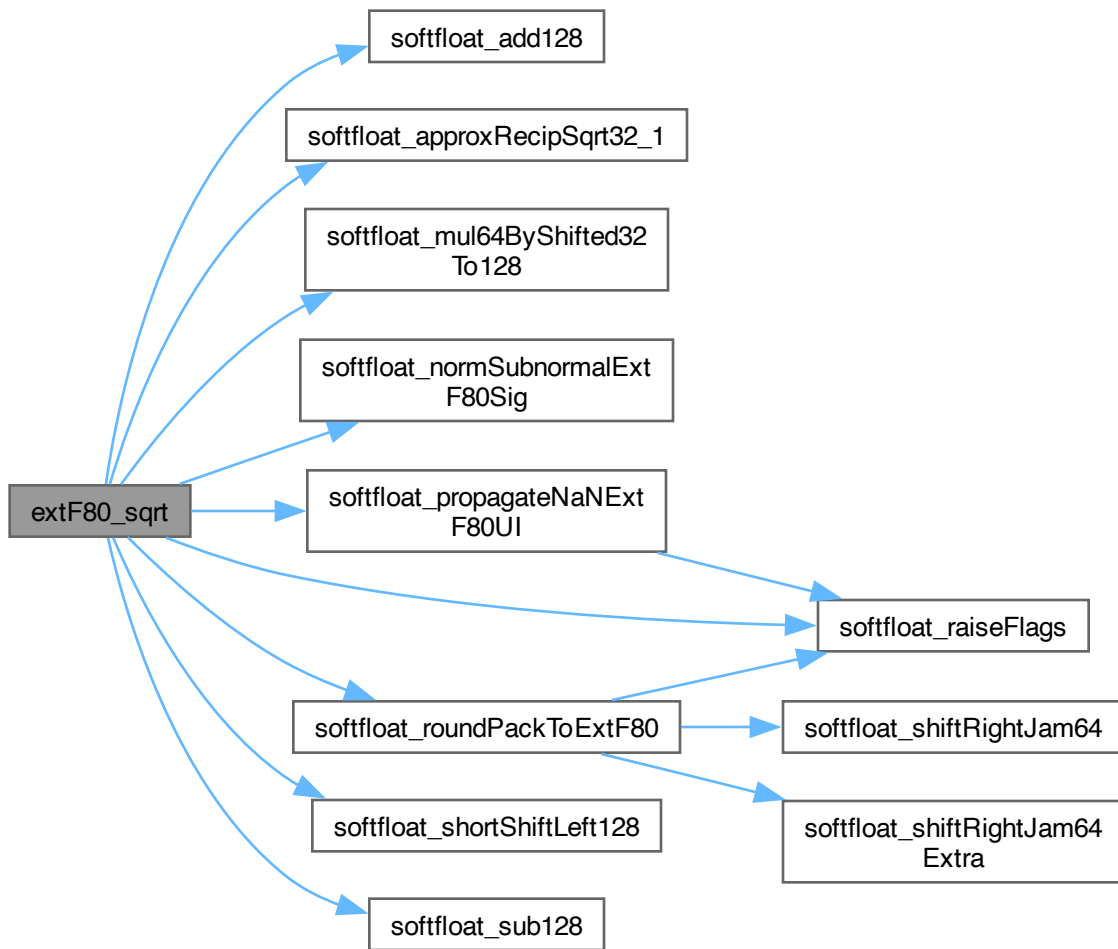 softfloat_add128
softfloat_approxRecipSqrt32_1
softfloat_mul64ByShifted32
To128
softfloat_normSubnormalExt
F80Sig
extF80_sqrt
softfloat_propagateNaNExt
F80UI
softfloat_raiseFlags
softfloat_roundPackToExtF80
softfloat_shiftRightJam64
softfloat_shortShiftLeft128
softfloat_shiftRightJam64
Extra
softfloat_sub128